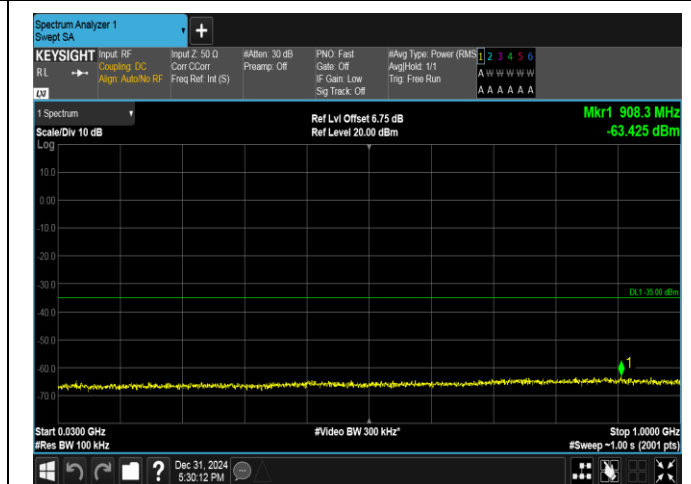 Spectrum Analyzer 1
Swept SA
+
KEYSIGHT Input: RF Input Z: 50 Ω #Atten: 30 dB PNO: Fast #Avg Type: Power (RMS 1 2 3 4 5 6
RL Coupling: DC Corr CCorr Preamp: Off Gate: Off Avg|Hold: 1/1 A W W W W W
Align: Auto/No RF Freq Ref: Int (S) IF Gain: Low Trig: Free Run
LXI Sig Track: Off A A A A A A
1 Spectrum Ref Lvl Offset 6.75 dB Mkr1 908.3 MHz
Scale/Div 10 dB Ref Level 20.00 dBm -63.425 dBm
Log
10.0
0.00
-10.0
-20.0
-30.0
DL1 -35.00 dBm
-40.0
-50.0
-60.0
1
-70.0
Start 0.0300 GHz #Video BW 300 kHz* Stop 1.0000 GHz
#Res BW 100 kHz #Sweep ~1.00 s (2001 pts)
? Dec 31, 2024
5:30:12 PM